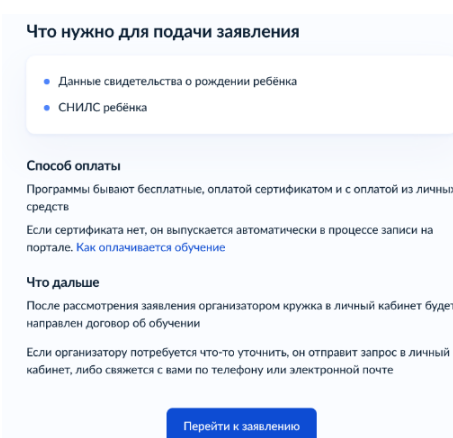 Что нужно для подачи заявления
Данные свидетельства о рождении ребёнка
СНИЛС ребёнка
Способ оплаты
Программы бывают бесплатные, оплатой сертификатом и с оплатой из личных
средств
Если сертификата нет, он выпускается автоматически в процессе записи на
портале. Как оплачивается обучение
Что дальше
После рассмотрения заявления организатором кружка в личный кабинет будет
направлен договор об обучении
Если организатору потребуется что-то уточнить, он отправит запрос в личный
кабинет, либо свяжется с вами по телефону или электронной почте
Перейти к заявлению